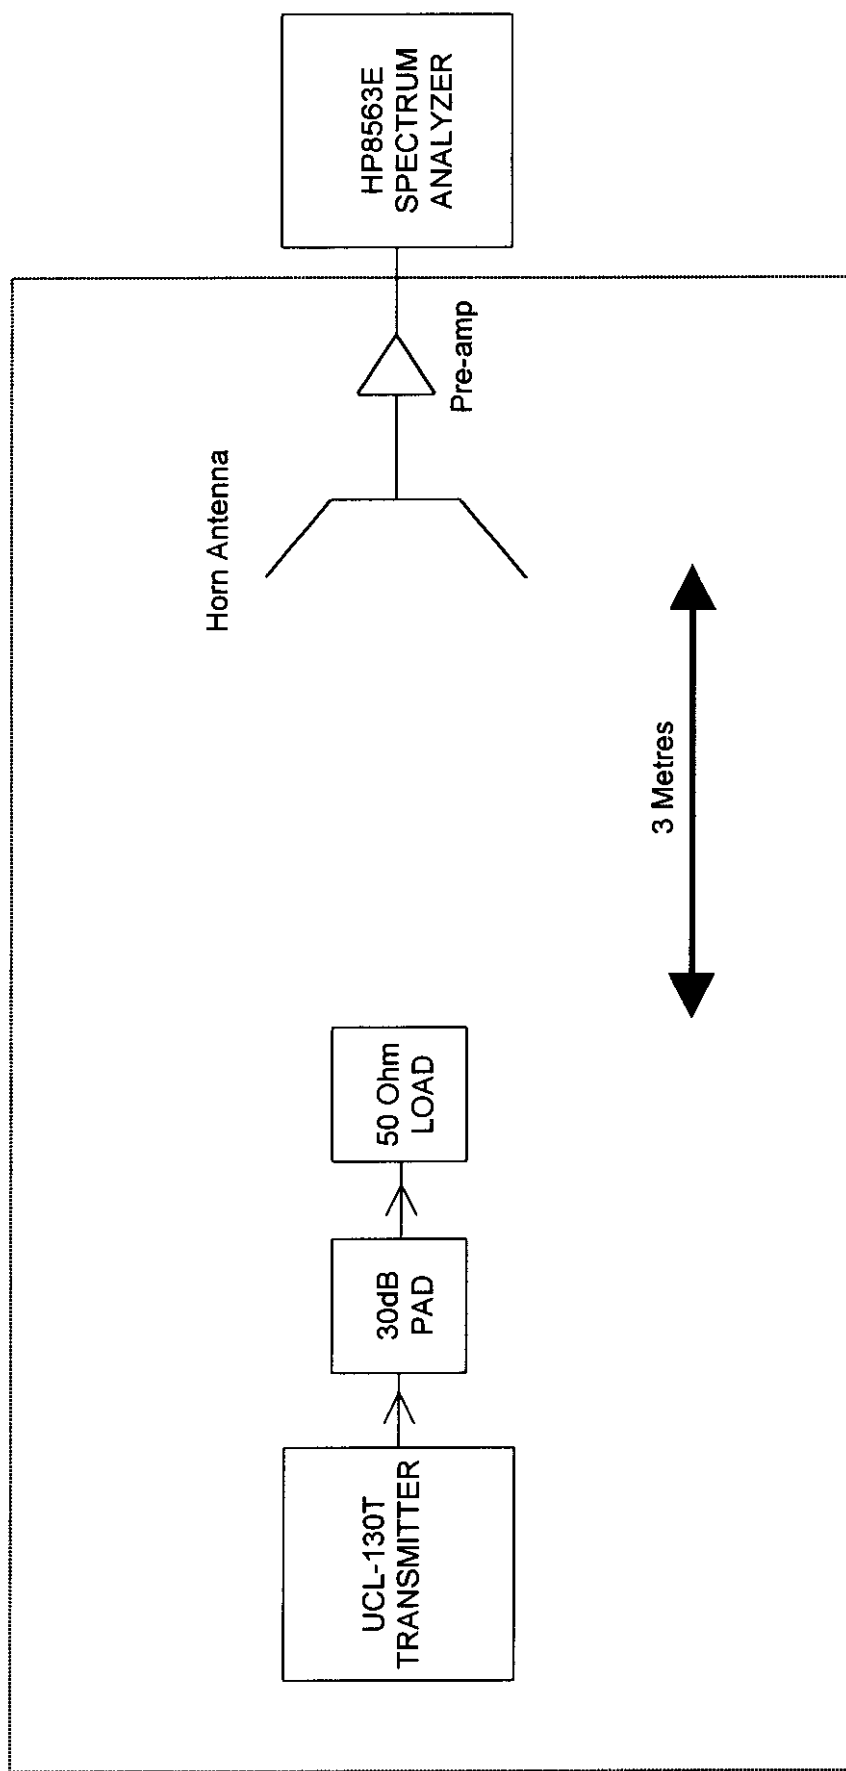 UCL-130T
TRANSMITTER
30dB
PAD
50 Ohm
LOAD
3 Metres
Horn Antenna
Pre-amp
HP8563E
SPECTRUM
ANALYZER